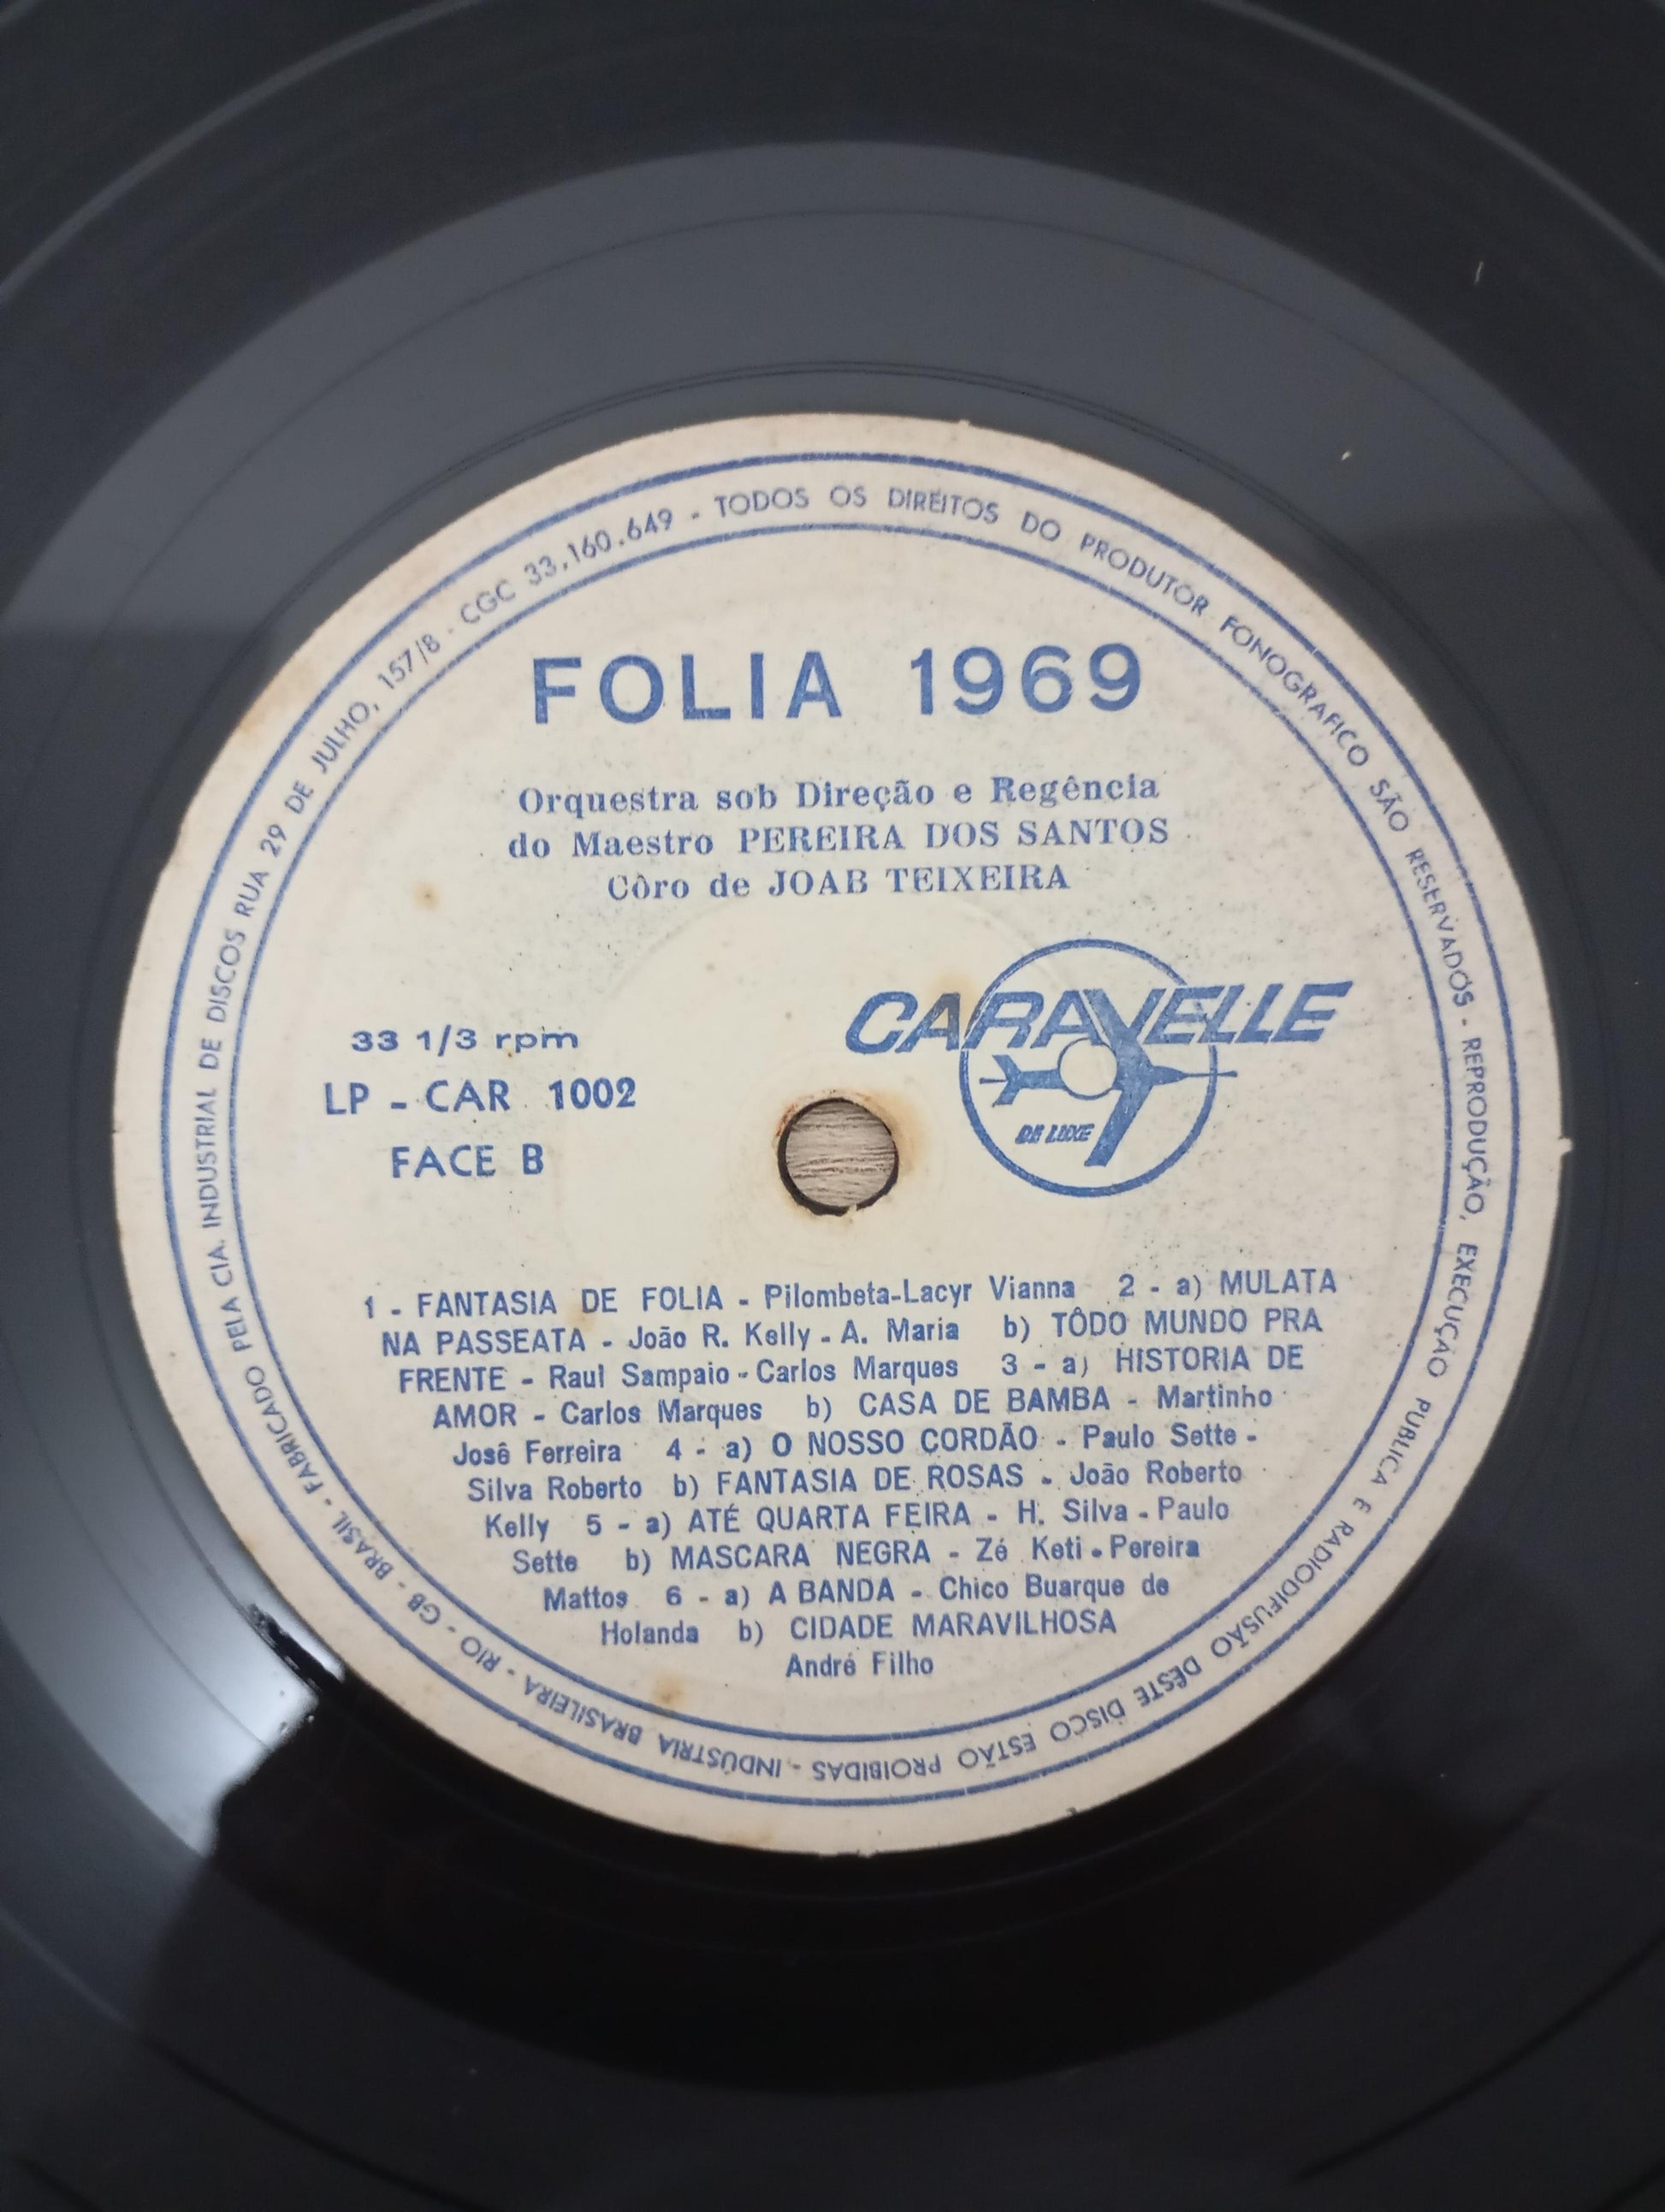 FABRICADO PELA CIA. INDUSTRIAL DE DISCOS RUA 29 DE JULHO, 157/8 - CGC 33,160.649 - TODOS OS DIREITOS DO PRODUTOR FONOGRAFICO SÃO RESERVADOS - REPRODUÇÃO, EXECUÇÃO PUBLICA E RADIODIFUSÃO DÊSTE DISCO ESTÃO PROIBIDAS - INDÚSTRIA BRASILEIRA - RIO - GB - BRASIL -
FOLIA 1969
Orquestra sob Direção e Regência
do Maestro PEREIRA DOS SANTOS
Côro de JOAB TEIXEIRA
CARAVELLE
DE LUXE
33 1/3 rpm
LP - CAR 1002
FACE B
1 - FANTASIA DE FOLIA - Pilombeta-Lacyr Vianna 2 - a) MULATA
NA PASSEATA - João R. Kelly - A. Maria b) TÔDO MUNDO PRA
FRENTE - Raul Sampaio - Carlos Marques 3 - a) HISTORIA DE
AMOR - Carlos Marques b) CASA DE BAMBA - Martinho
José Ferreira 4 - a) O NOSSO CORDÃO - Paulo Sette -
Silva Roberto b) FANTASIA DE ROSAS - João Roberto
Kelly 5 - a) ATÉ QUARTA FEIRA - H. Silva - Paulo
Sette b) MASCARA NEGRA - Zé Keti - Pereira
Mattos 6 - a) A BANDA - Chico Buarque de
Holanda b) CIDADE MARAVILHOSA
André Filho